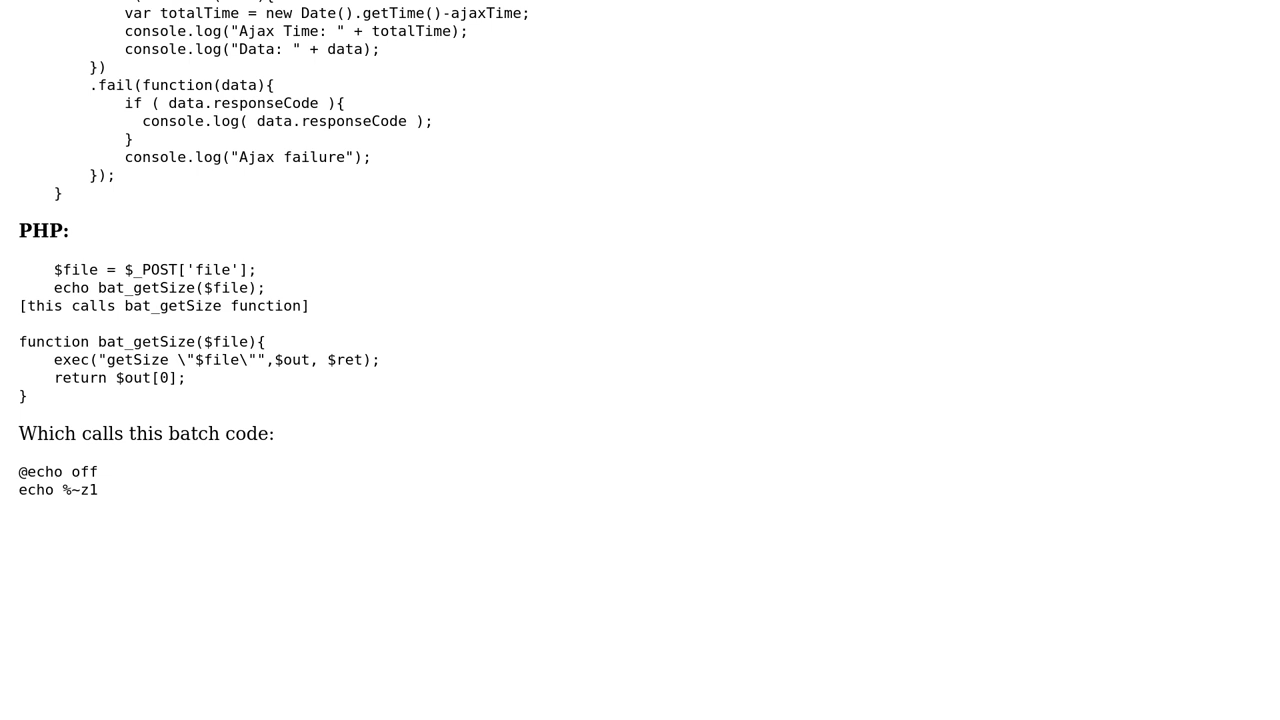 var totalTime = new Date().getTime()-ajaxTime;
console.log("Ajax Time: " + totalTime);
console.log("Data: " + data);
})
.fail(function(data){
if ( data.responseCode ){
console.log( data.responseCode );
}
console.log("Ajax failure");
});
}
PHP:
$file = $_POST['file'];
echo bat_getSize($file);
[this calls bat_getSize function]
function bat_getSize($file){
exec("getSize \"$file\"",$out, $ret);
return $out[0];
}
Which calls this batch code:
@echo off
echo %~z1